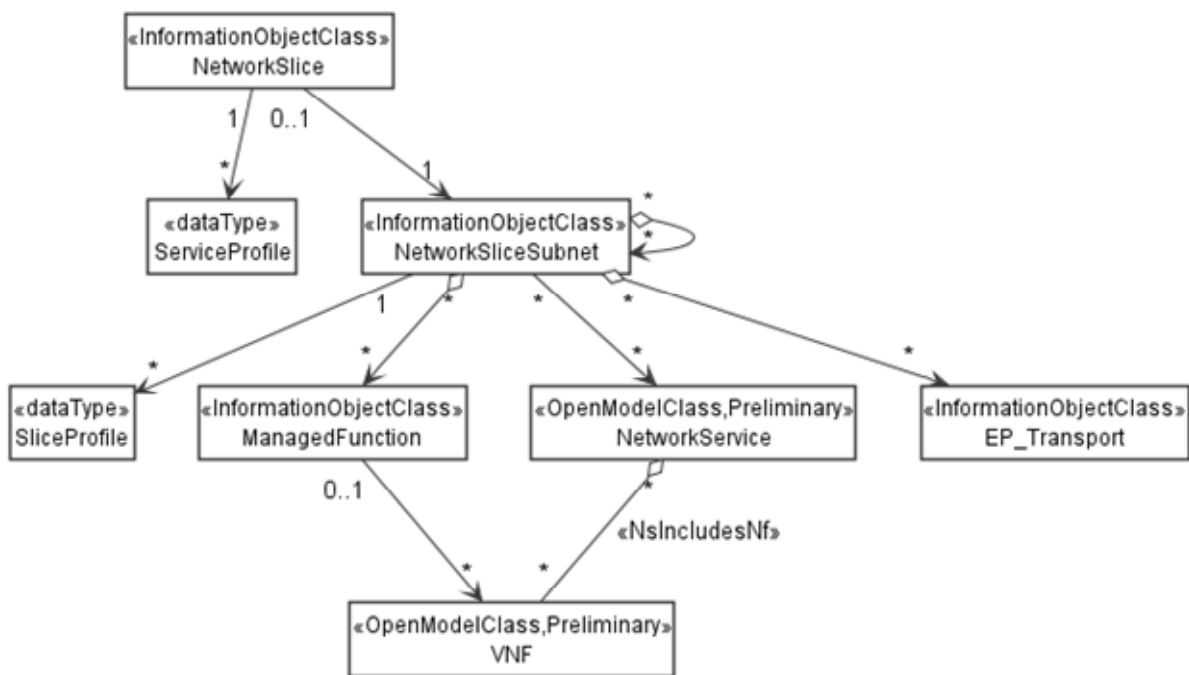 «InformationObjectClass»
NetworkSlice
1
0..1
*
1
«dataType»
ServiceProfile
«InformationObjectClass»
NetworkSliceSubnet
*
*
1
*
*
*
*
*
*
*
«dataType»
SliceProfile
«InformationObjectClass»
ManagedFunction
«OpenModelClass,Preliminary»
NetworkService
«InformationObjectClass»
EP_Transport
0..1
*
«NsIncludesNf»
*
*
«OpenModelClass,Preliminary»
VNF